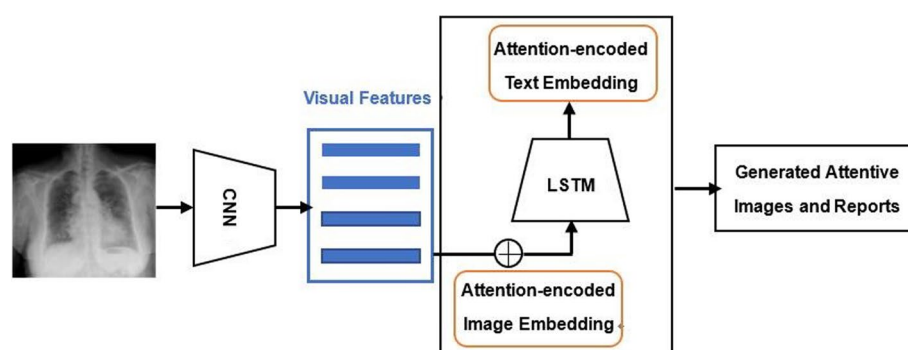 Attention-encoded
Text Embedding
Visual Features
CNN
LSTM
Generated Attentive
Images and Reports
Attention-encoded
Image Embedding